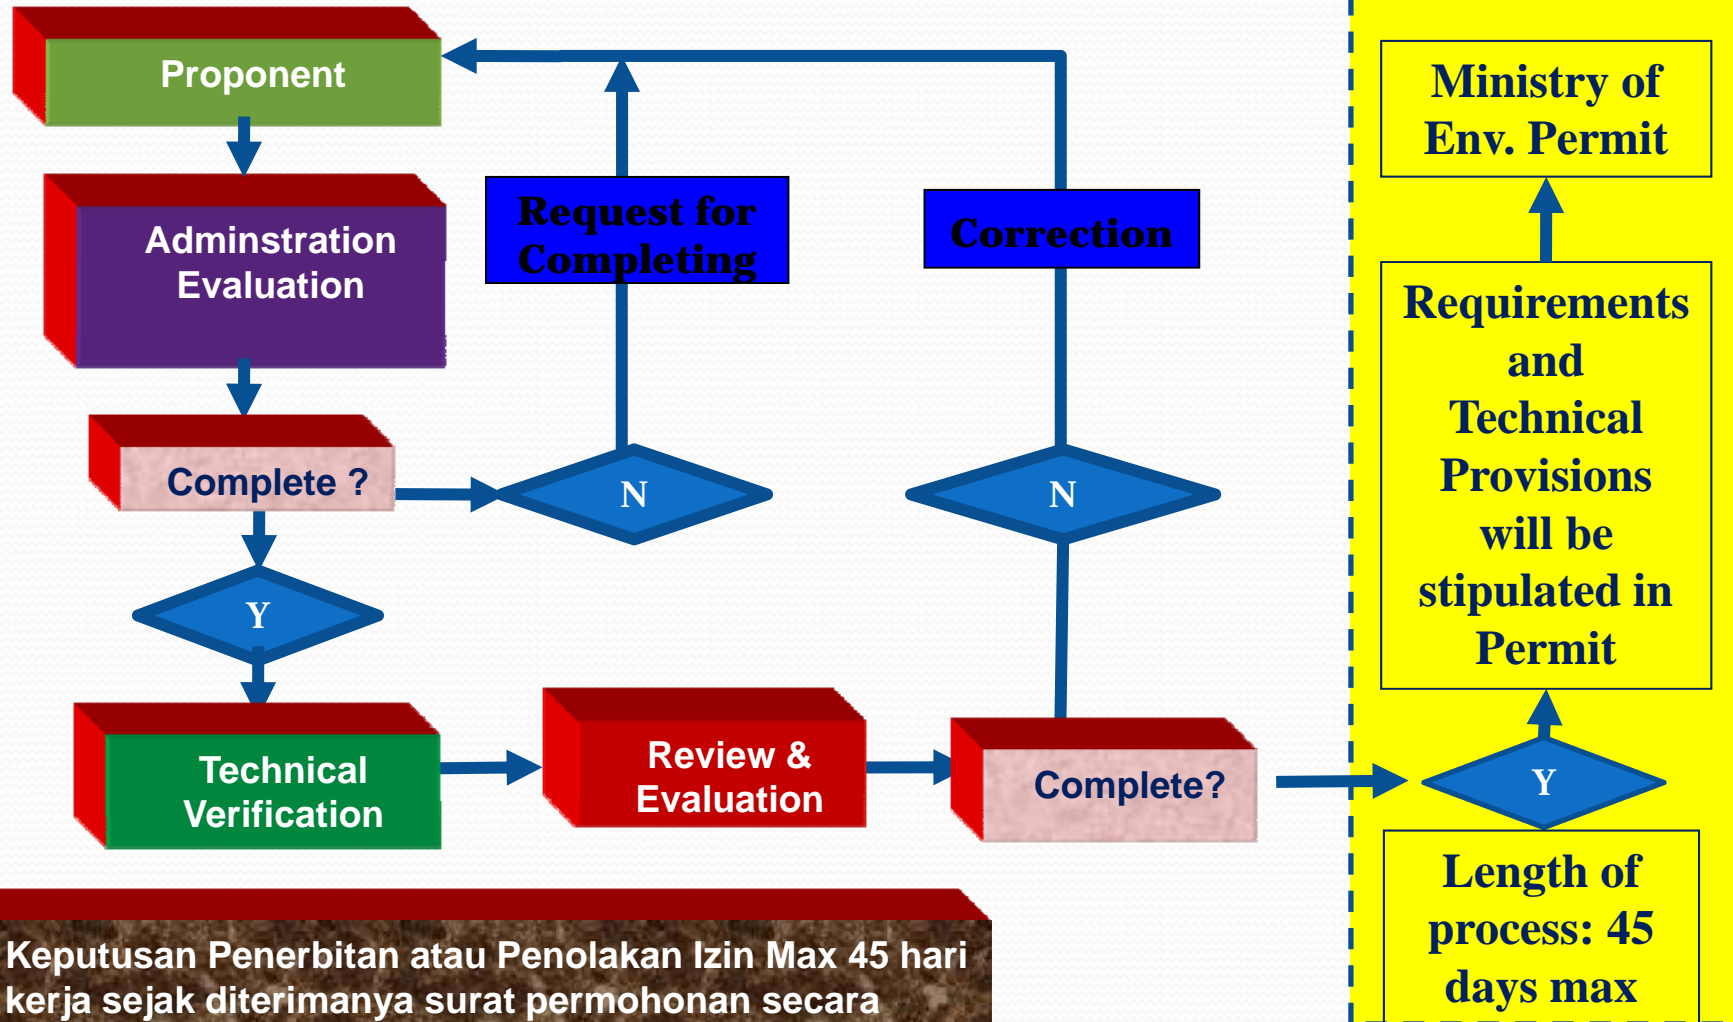 Proponent
Adminstration
Evaluation
Complete ?
Y
Technical
Verification
Request for
Completing
N
Correction
N
Review &
Evaluation
Complete?
Ministry of
Env. Permit
Requirements
and
Technical
Provisions
will be
stipulated in
Permit
Y
Length of
process: 45
days max
Keputusan Penerbitan atau Penolakan Izin Max 45 hari
kerja sejak diterimanya surat permohonan secara